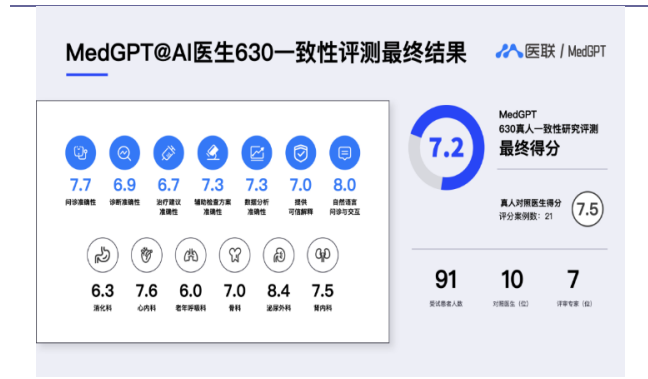 MedGPT@AI医生630一致性评测最终结果
医联 / MedGPT
7.7 6.9 6.7 7.3 7.3 7.0 8.0
问诊准确性 诊断准确性 治疗建议准确性 辅助检查方案准确性 数据分析准确性 提供可信解释 自然语言问诊与交互
6.3 7.6 6.0 7.0 8.4 7.5
消化科 心内科 老年呼吸科 骨科 泌尿外科 肾内科
7.2
MedGPT
630真人一致性研究评测
最终得分
真人对照医生得分
评分案例数：21
7.5
91 10 7
受试患者人数 对照医生（位） 评审专家（位）